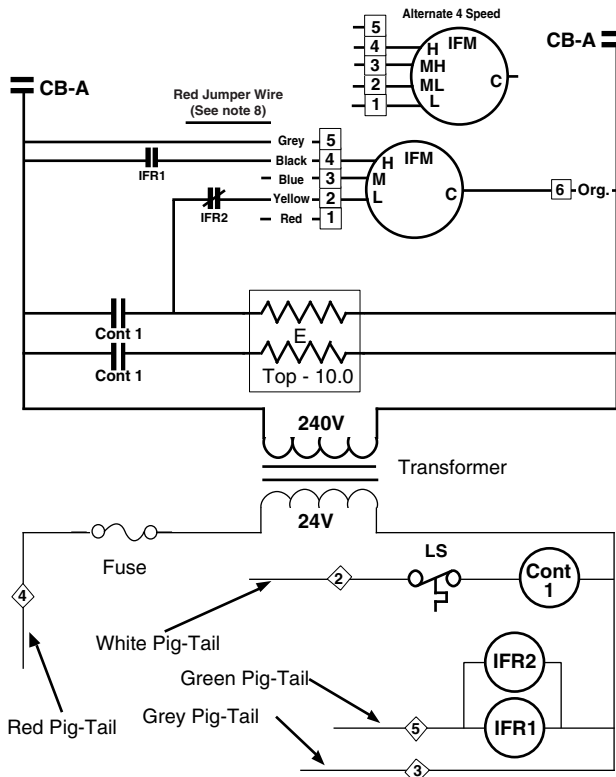 Alternate 4 Speed
5
4 H IFM
3 MH
2 ML C
1 L
CB-A
CB-A
Red Jumper Wire
(See note 8)
Grey 5
IFR1 Black 4 H IFM
Blue 3 M
IFR2 Yellow 2 L C 6 Org.
Red 1
Cont 1
E
Cont 1
Top - 10.0
240V
Transformer
24V
Fuse
LS
2
Cont
1
4
White Pig-Tail
IFR2
Green Pig-Tail
Red Pig-Tail
Grey Pig-Tail
5
IFR1
3